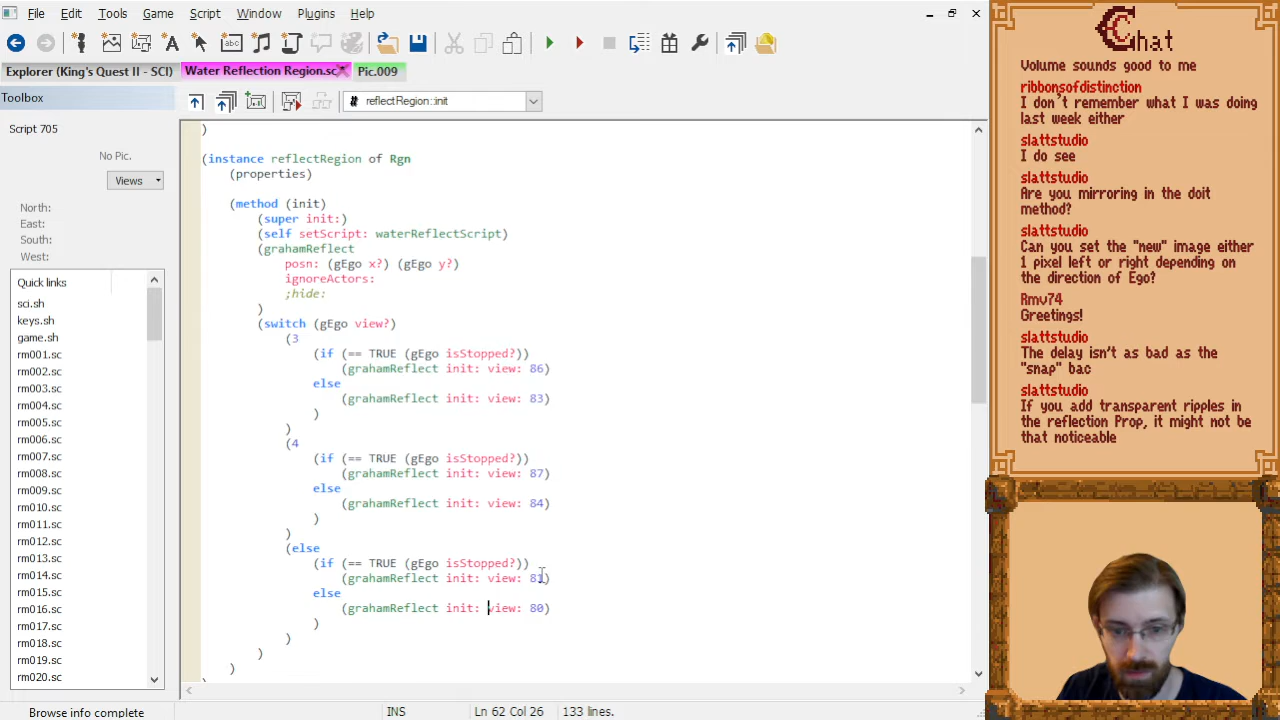 File Edit Tools Game Script Window Plugins Help
Explorer (King's Quest II - SCI) Water Reflection Region.sc Pic.009
Toolbox
reflectRegion::init
Script 705
No Pic.
Views
North:
East:
South:
West:
Quick links
sci.sh
keys.sh
game.sh
rm001.sc
rm002.sc
rm003.sc
rm004.sc
rm005.sc
rm006.sc
rm007.sc
rm008.sc
rm009.sc
rm010.sc
rm011.sc
rm012.sc
rm013.sc
rm014.sc
rm015.sc
rm016.sc
rm017.sc
rm018.sc
rm019.sc
rm020.sc
)
(instance reflectRegion of Rgn
(properties)
(method (init)
(super init:)
(self setScript: waterReflectScript)
(grahamReflect
posn: (gEgo x?) (gEgo y?)
ignoreActors:
;hide:
)
(switch (gEgo view?)
(3
(if (== TRUE (gEgo isStopped?))
(grahamReflect init: view: 86)
else
(grahamReflect init: view: 83)
)
)
(4
(if (== TRUE (gEgo isStopped?))
(grahamReflect init: view: 87)
else
(grahamReflect init: view: 84)
)
)
(else
(if (== TRUE (gEgo isStopped?))
(grahamReflect init: view: 81)
else
(grahamReflect init: view: 80)
)
)
)
)
Browse info complete INS Ln 62 Col 26 133 lines.
Chat
Volume sounds good to me
ribbonsofdistinction
I don't remember what I was doing
last week either
slattstudio
I do see
slattstudio
Are you mirroring in the doit
method?
slattstudio
Can you set the "new" image either
1 pixel left or right depending on
the direction of Ego?
Rmv74
Greetings!
slattstudio
The delay isn't as bad as the
"snap" bac
slattstudio
If you add transparent ripples in
the reflection Prop, it might not be
that noticeable